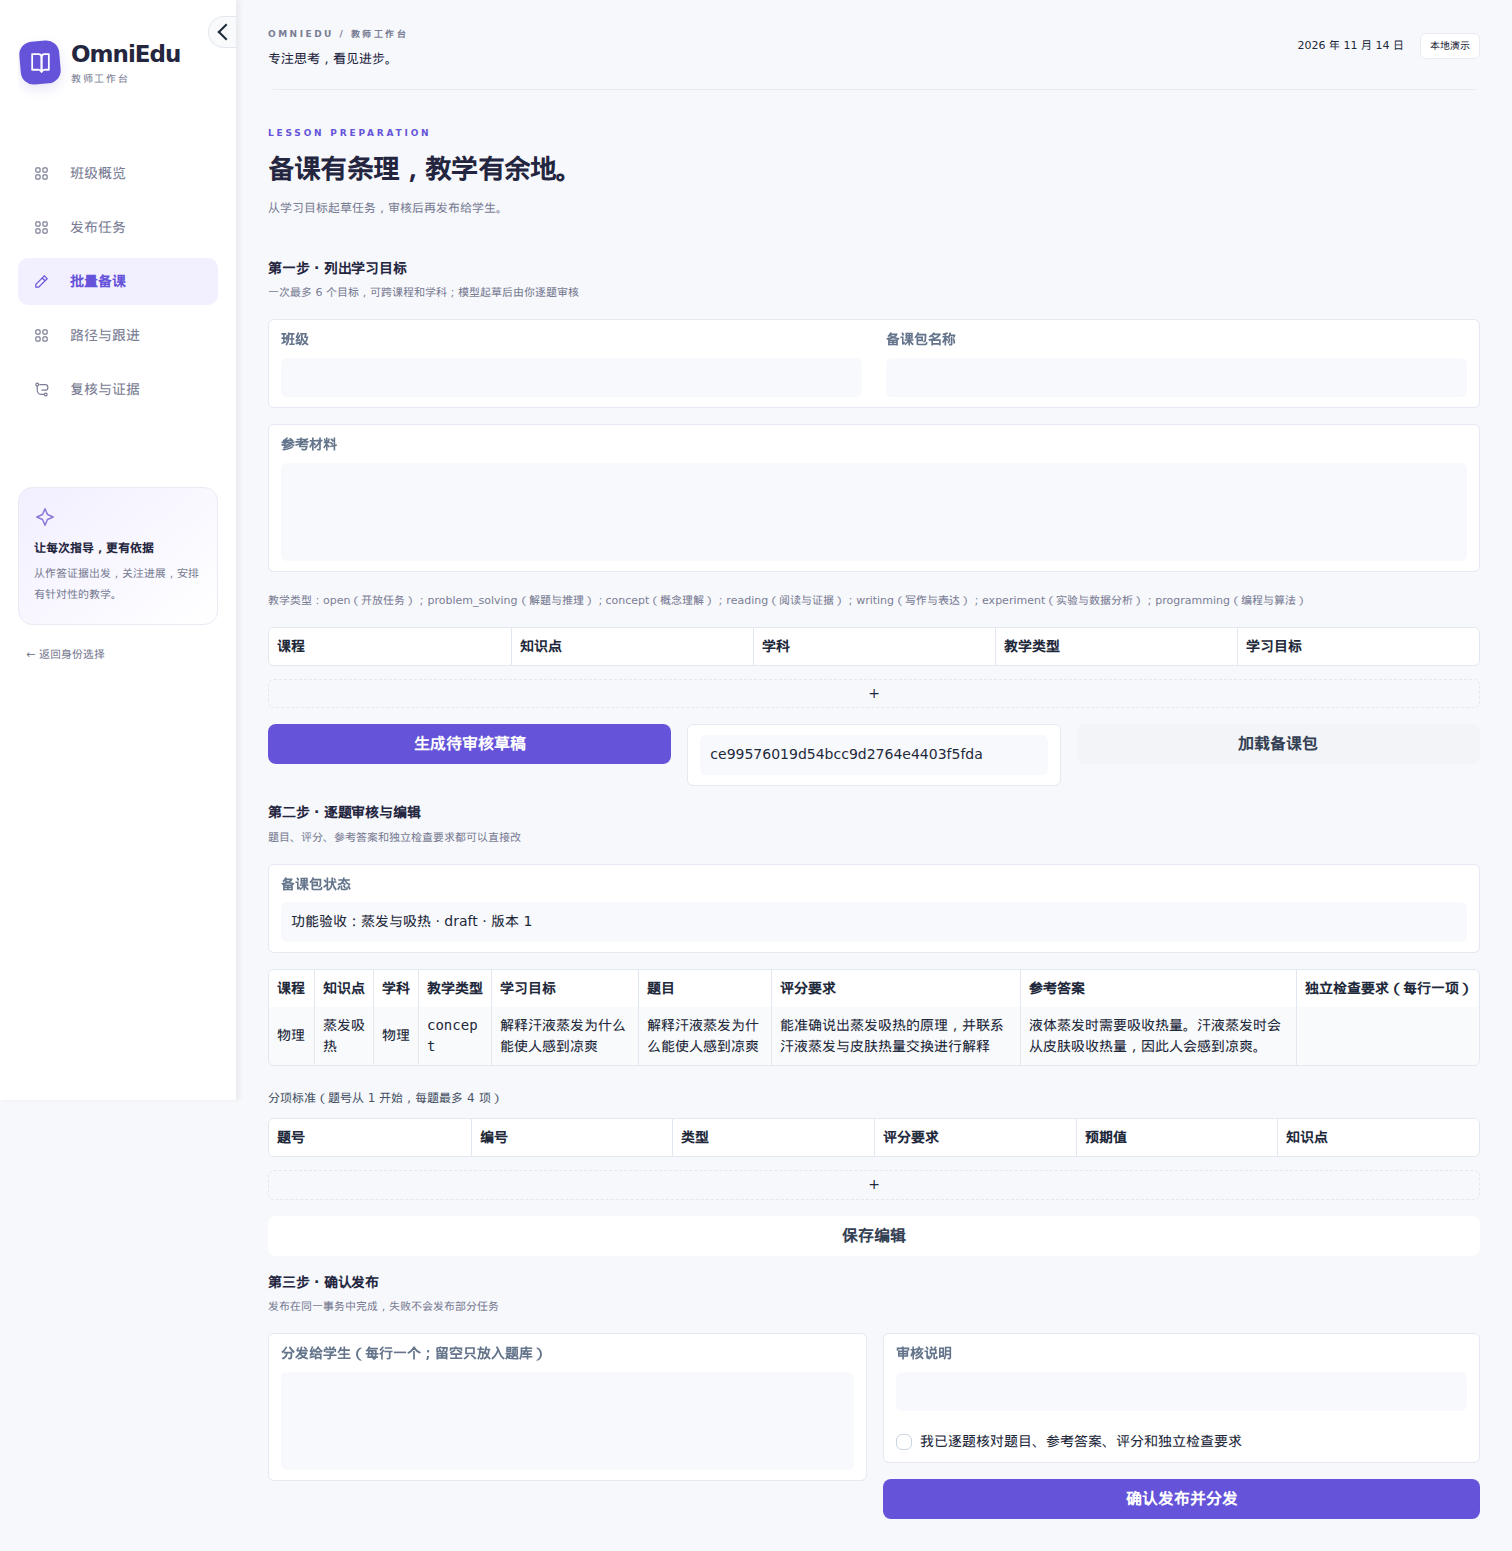 OmniEdu
教师工作台
班级概览
发布任务
批量备课
路径与跟进
复核与证据
让每次指导，更有依据
从作答证据出发，关注进展，安排
有针对性的教学。
← 返回身份选择
OMNIEDU / 教师工作台
专注思考，看见进步。
2026 年 11 月 14 日
本地演示
LESSON PREPARATION
备课有条理，教学有余地。
从学习目标起草任务，审核后再发布给学生。
第一步 · 列出学习目标
一次最多 6 个目标，可跨课程和学科；模型起草后由你逐题审核
班级
备课包名称
参考材料
教学类型：open（开放任务）；problem_solving（解题与推理）；concept（概念理解）；reading（阅读与证据）；writing（写作与表达）；experiment（实验与数据分析）；programming（编程与算法）
课程 知识点 学科 教学类型 学习目标
+
生成待审核草稿
ce99576019d54bcc9d2764e4403f5fda
加载备课包
第二步 · 逐题审核与编辑
题目、评分、参考答案和独立检查要求都可以直接改
备课包状态
功能验收：蒸发与吸热 · draft · 版本 1
课程 知识点 学科 教学类型 学习目标 题目 评分要求 参考答案 独立检查要求（每行一项）
物理
蒸发吸
热
物理
concep
t
解释汗液蒸发为什么
能使人感到凉爽
解释汗液蒸发为什
么能使人感到凉爽
能准确说出蒸发吸热的原理，并联系
汗液蒸发与皮肤热量交换进行解释
液体蒸发时需要吸收热量。汗液蒸发时会
从皮肤吸收热量，因此人会感到凉爽。
分项标准（题号从 1 开始，每题最多 4 项）
题号 编号 类型 评分要求 预期值 知识点
+
保存编辑
第三步 · 确认发布
发布在同一事务中完成，失败不会发布部分任务
分发给学生（每行一个；留空只放入题库）
审核说明
我已逐题核对题目、参考答案、评分和独立检查要求
确认发布并分发